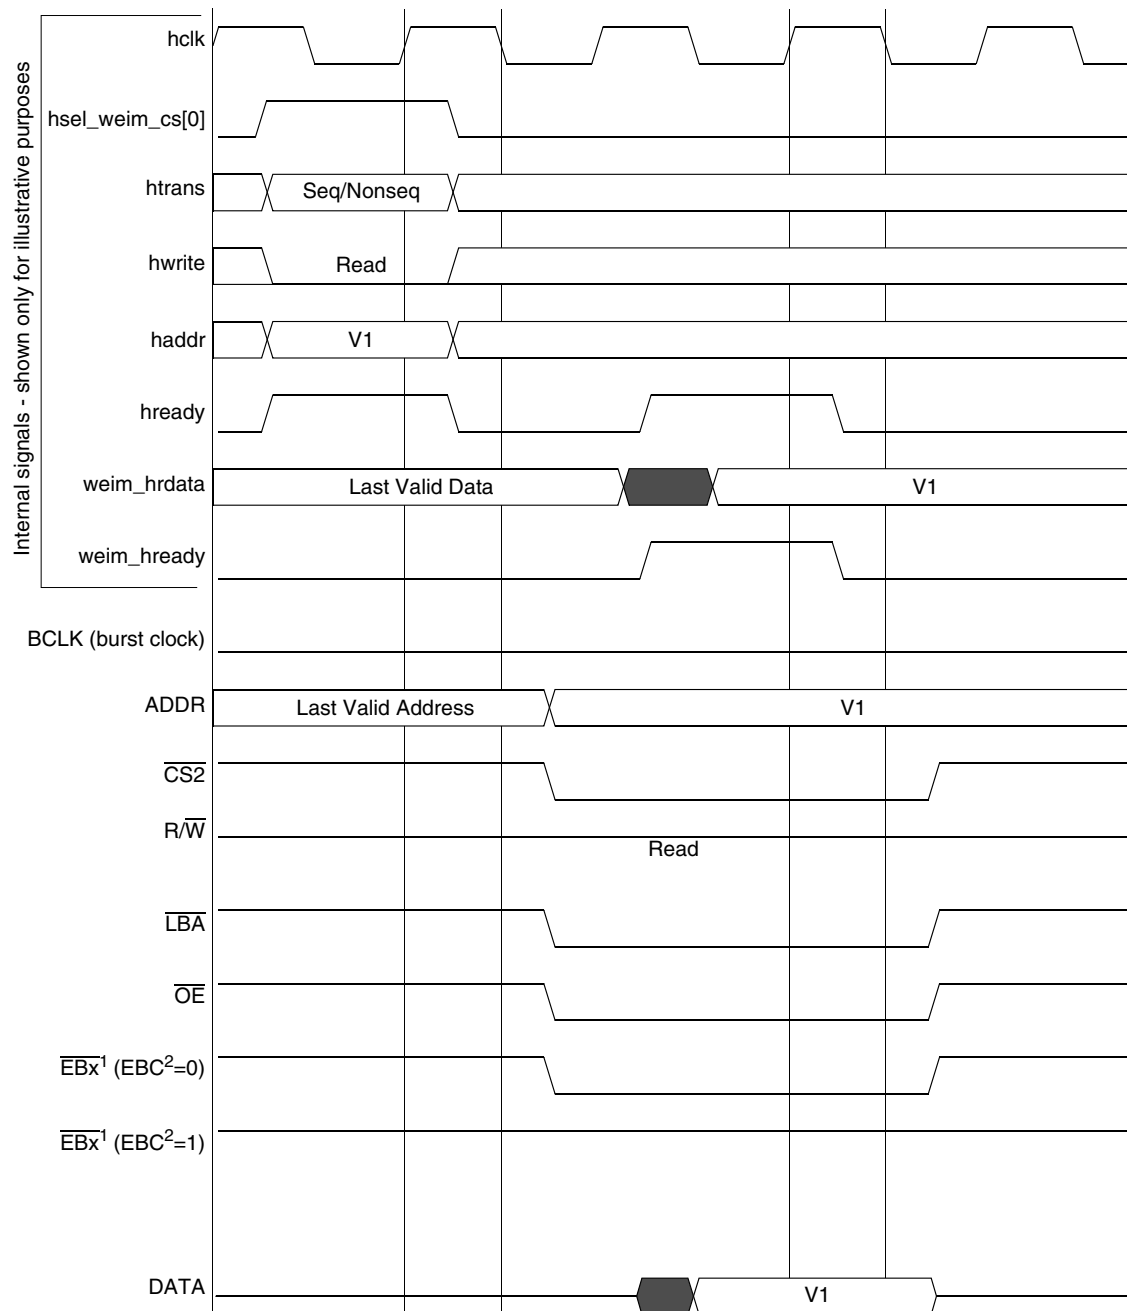 Internal signals - shown only for illustrative purposes
hclk
hsel_weim_cs[0]
htrans Seq/Nonseq
hwrite Read
haddr V1
hready
weim_hrdata Last Valid Data V1
weim_hready
BCLK (burst clock)
ADDR Last Valid Address V1
CS2
R/W
Read
LBA
OE
EBx1 (EBC2=0)
EBx1 (EBC2=1)
DATA V1